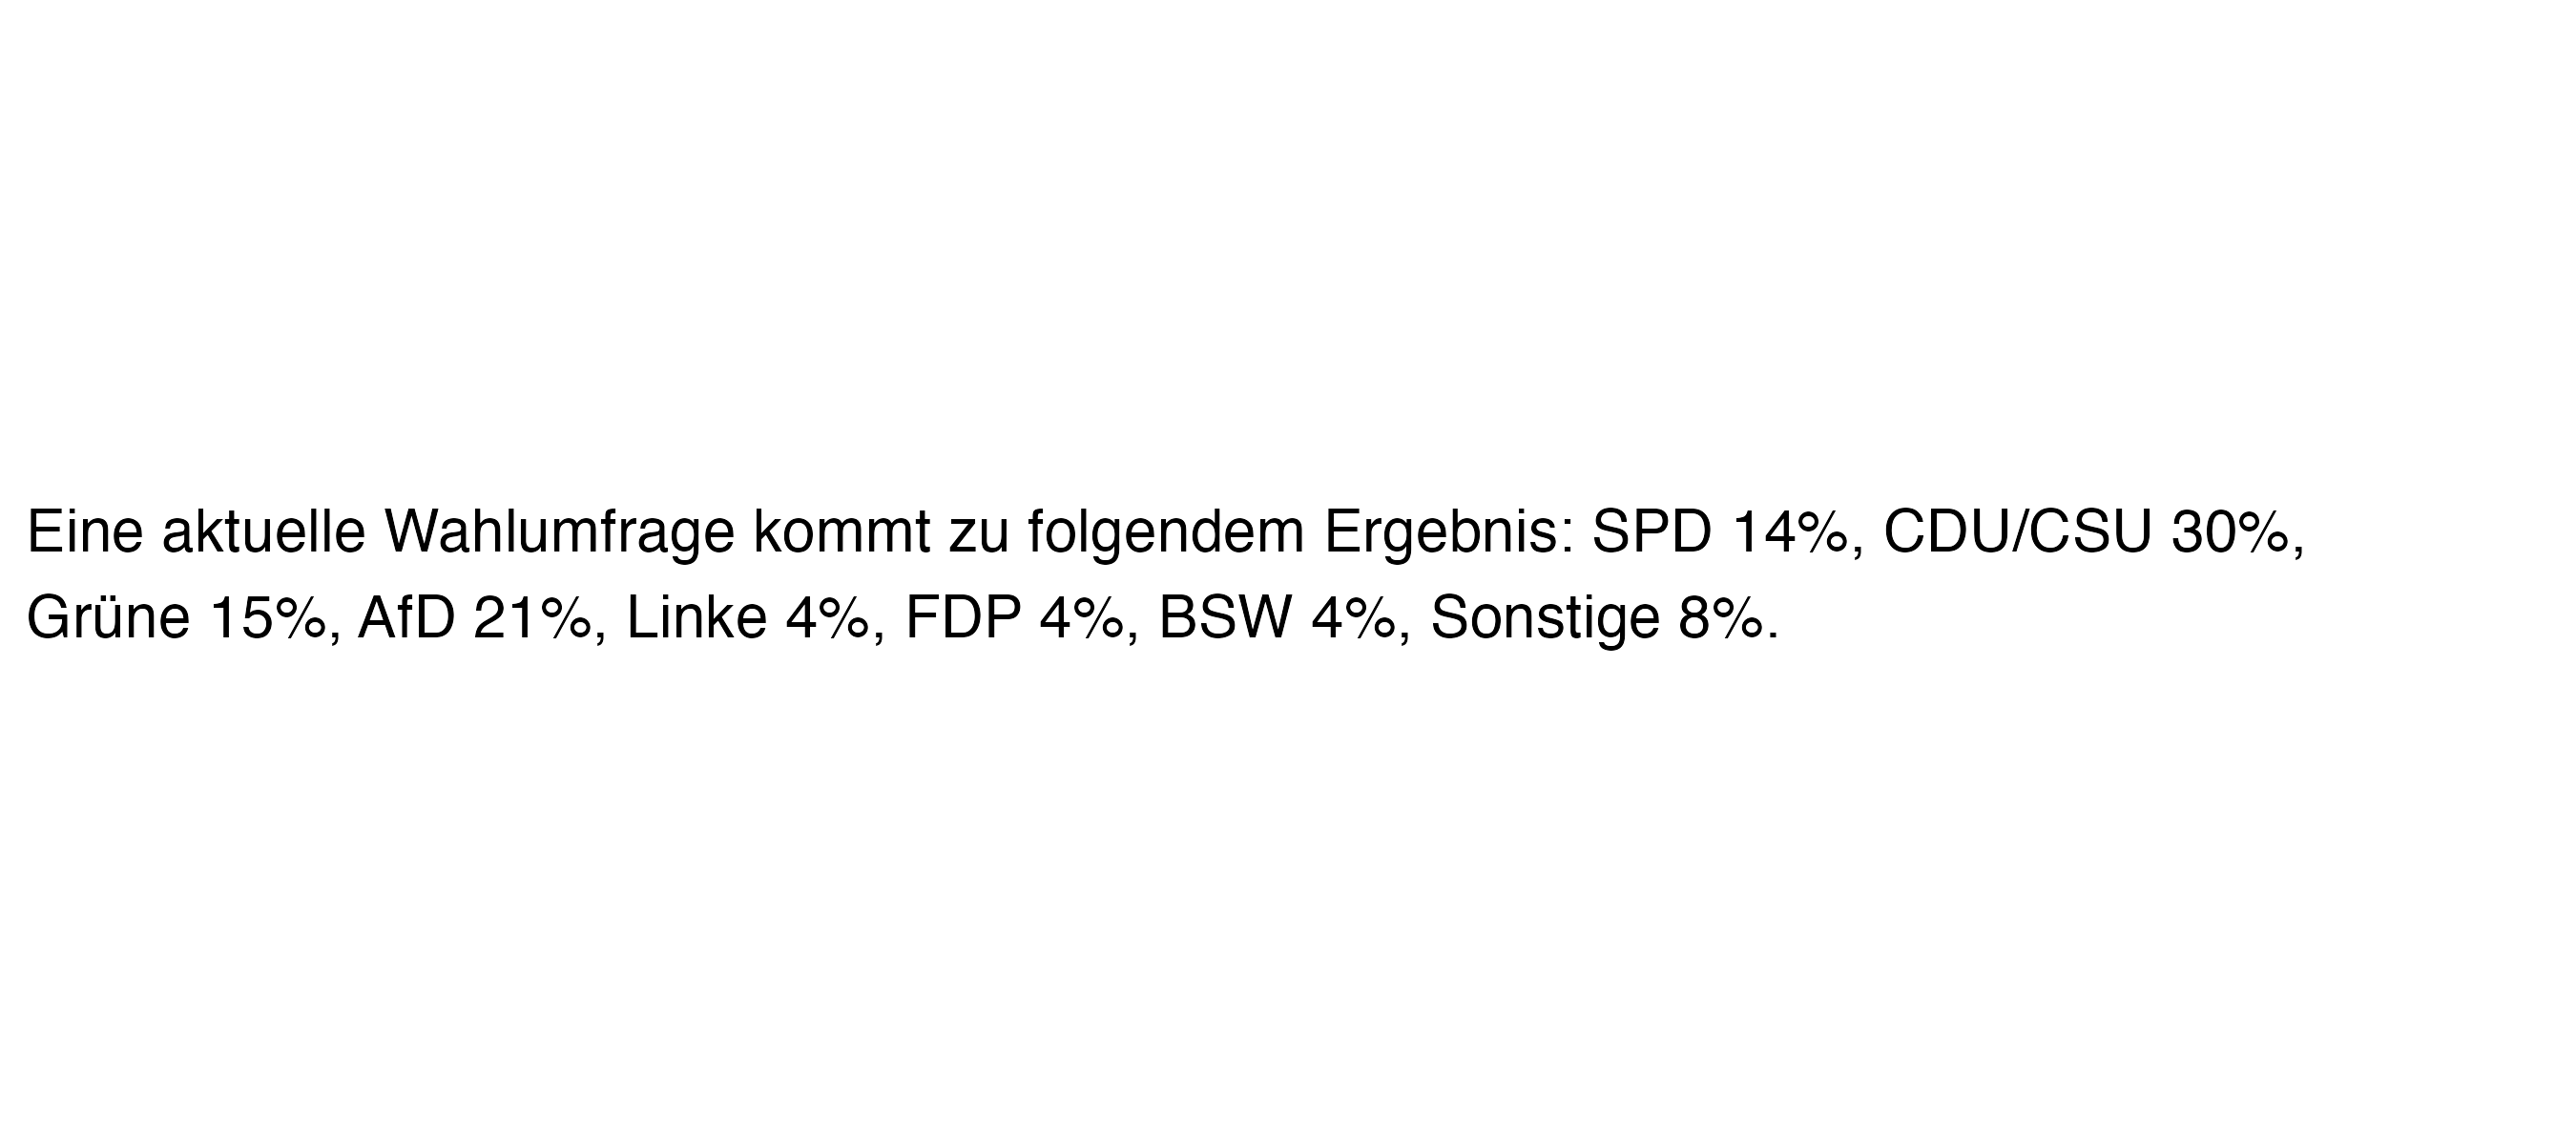 Eine aktuelle Wahlumfrage kommt zu folgendem Ergebnis: SPD 14%, CDU/CSU 30%,
Grüne 15%, AfD 21%, Linke 4%, FDP 4%, BSW 4%, Sonstige 8%.